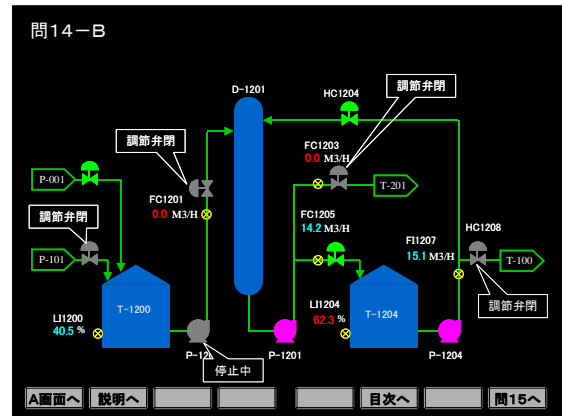 問14－B
D-1201
HC1204
調節弁閉
調節弁閉
FC1203
0.0 M3/H
P-001
T-201
FC1201
0.0 M3/H
調節弁閉
FC1205
14.2 M3/H
HC1208
P-101
FI1207
15.1 M3/H
T-100
調節弁閉
LI1200
40.5 %
T-1200
LI1204
62.3 %
T-1204
P-1201
P-1204
停止中
A画面へ
説明へ
目次へ
問15へ